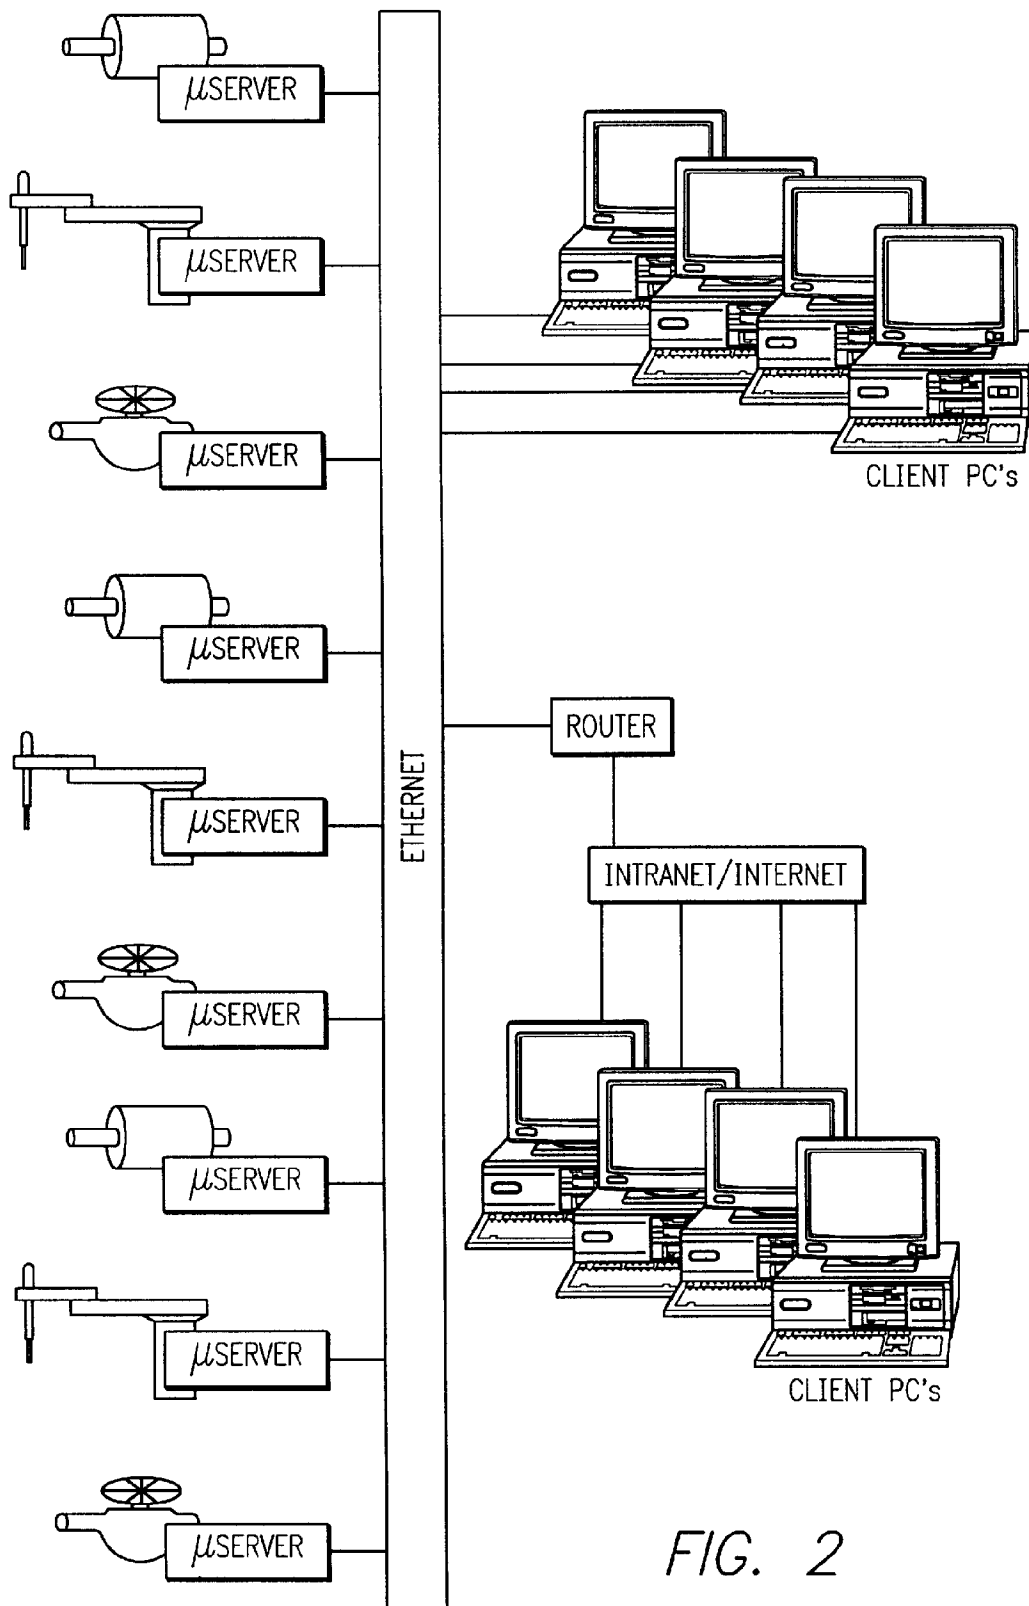 μSERVER
μSERVER
μSERVER
μSERVER
μSERVER
μSERVER
μSERVER
μSERVER
μSERVER
ETHERNET
CLIENT PC's
ROUTER
INTRANET/INTERNET
CLIENT PC's
FIG. 2